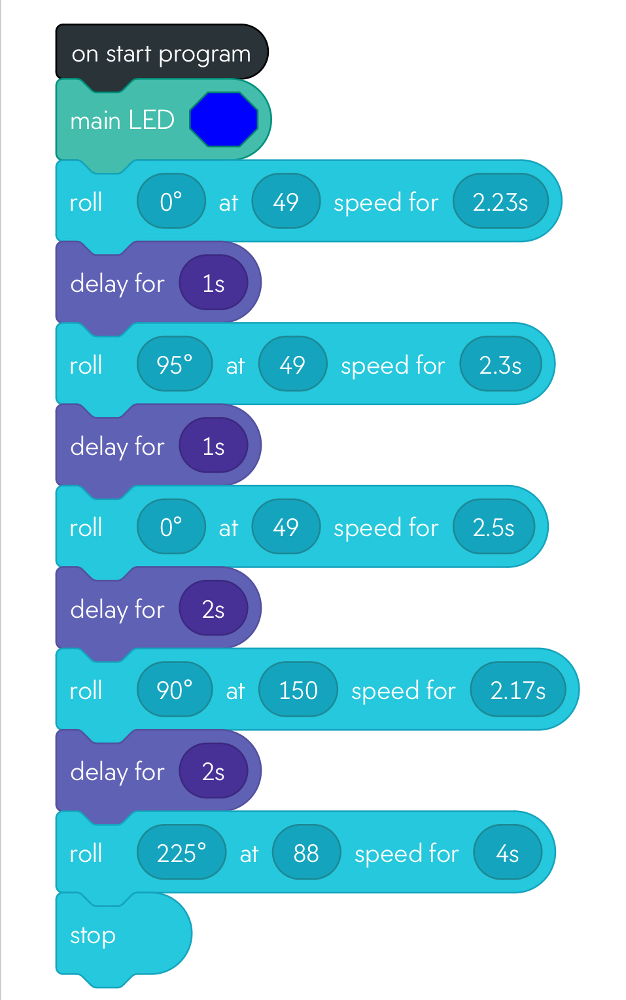 on start program
main LED
roll 0° at 49 speed for 2.23s
delay for 1s
roll 95° at 49 speed for 2.3s
delay for 1s
roll 0° at 49 speed for 2.5s
delay for 2s
roll 90° at 150 speed for 2.17s
delay for 2s
roll 225° at 88 speed for 4s
stop